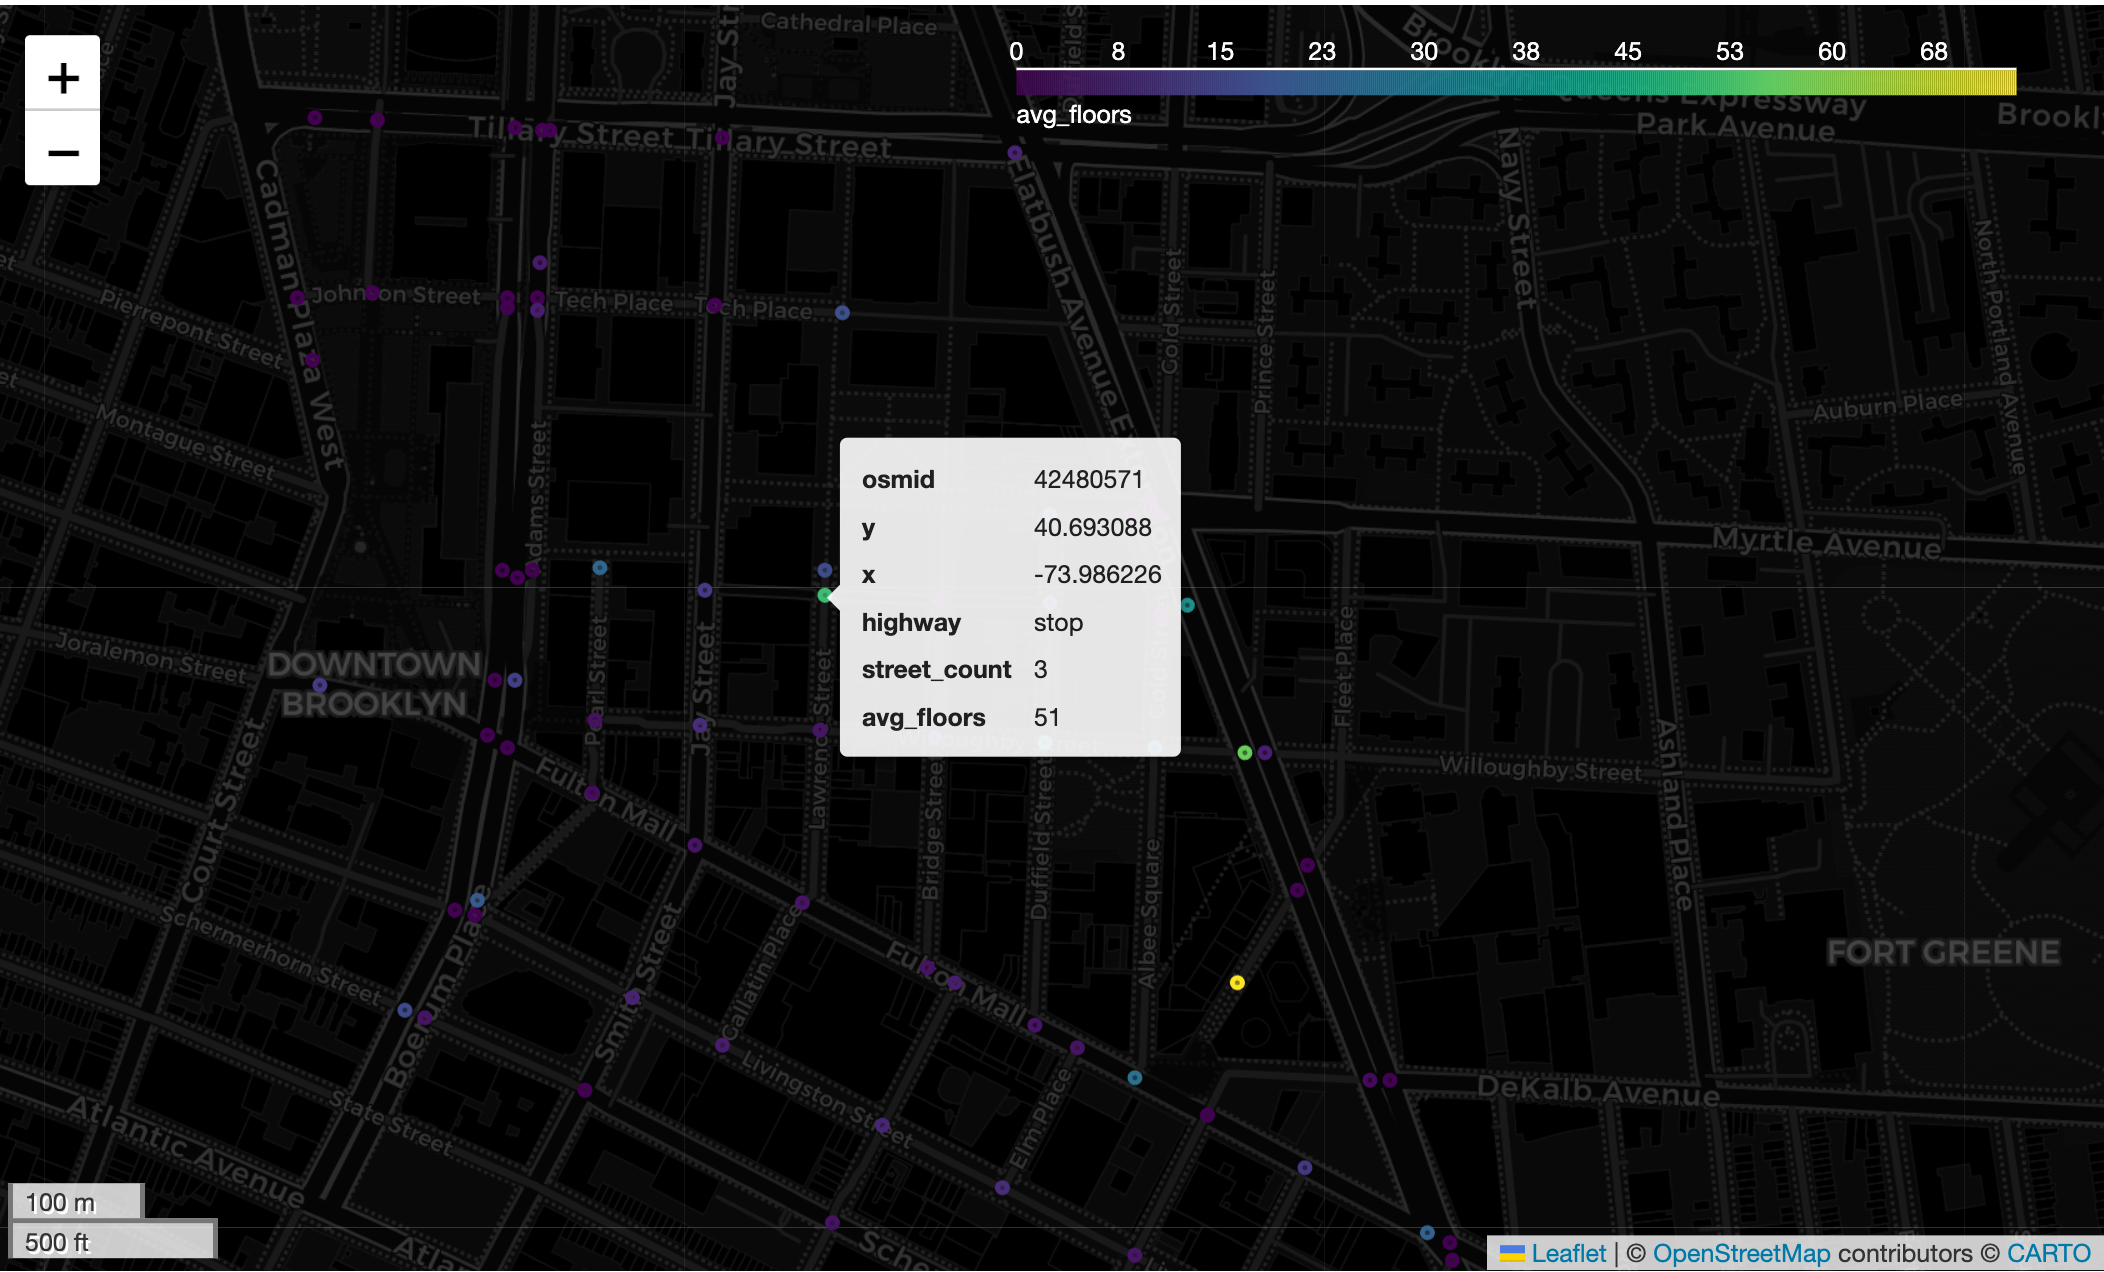 +
−
Cathedral Place
Jay Str
0 8 15 23 30 38 45 53 60 68
avg_floors
Queens Expressway
Park Avenue
Brookl
Tillary Street Tillary Street
Flatbush Avenue Ext
Navy Street
Cadman Plaza West
Johnson Street
Tech Place
Tech Place
Gold Street
Prince Street
North Portland Avenue
Pierrepont Street
Montague Street
Auburn Place
Adams Street
Myrtle Avenue
osmid 42480571
y 40.693088
x -73.986226
highway stop
street_count 3
avg_floors 51
Joralemon Street
DOWNTOWN
BROOKLYN
Pearl Street
Jay Street
Lawrence Street
Fleet Place
Willoughby Street
Ashland Place
Court Street
Fulton Mall
Bridge Street
Duffield Street
Albee Square
Schermerhorn Street
Boerum Place
Smith Street
Gallatin Place
Fulton Mall
FORT GREENE
Livingston Street
Elm Place
DeKalb Avenue
State Street
Atlantic Avenue
Atlan
Scher
100 m
500 ft
Leaflet | © OpenStreetMap contributors © CARTO